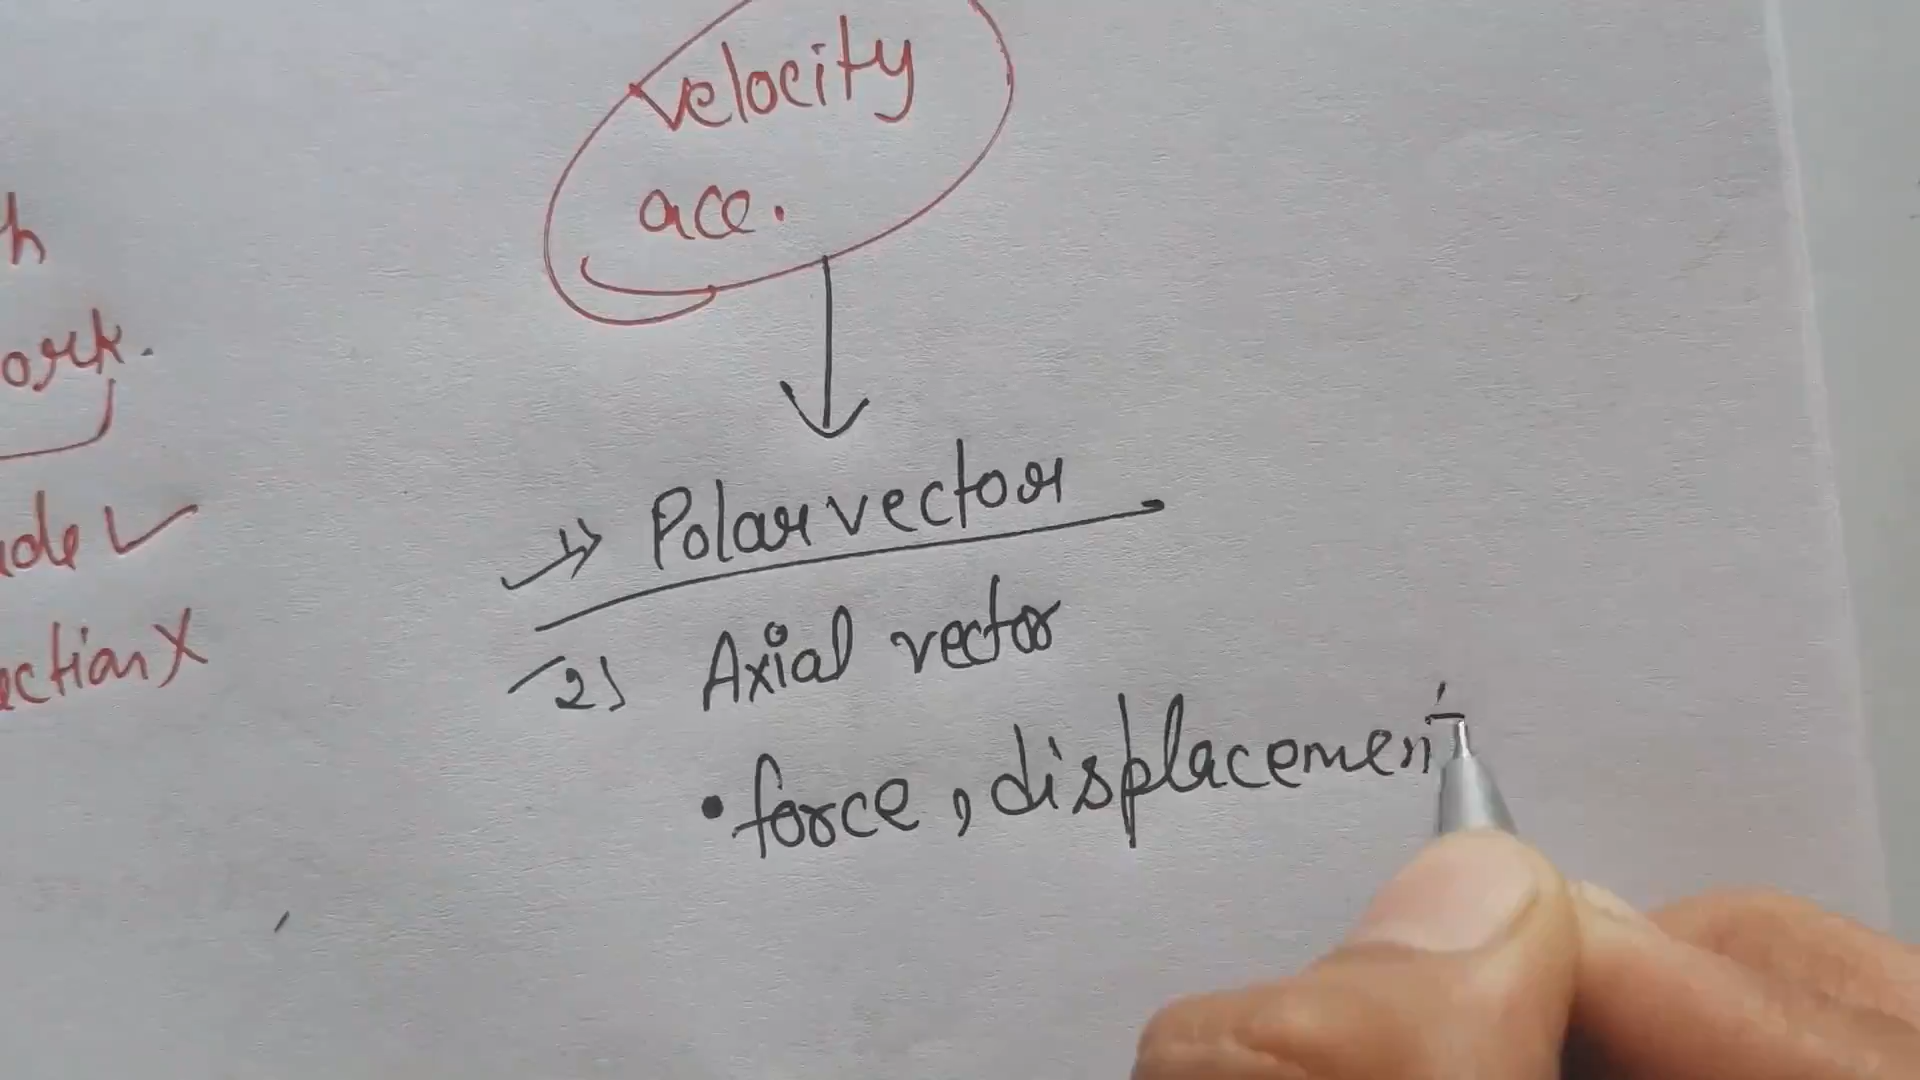 velocity
acc.
1) Polar vector
2) Axial vector
• force, displacement